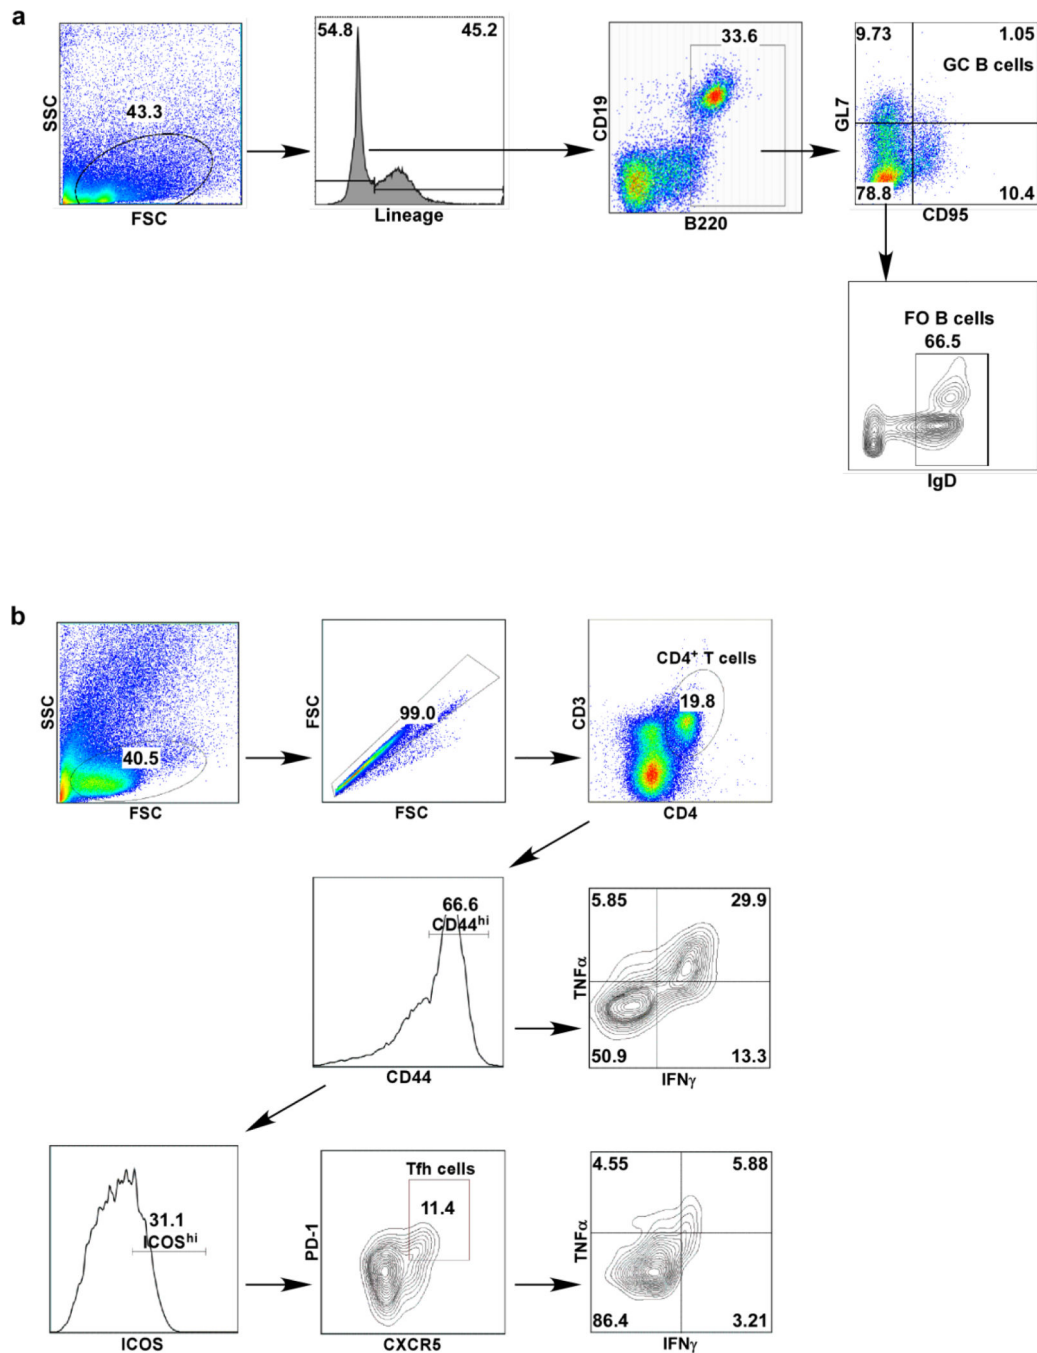 a
SSC
43.3
FSC
54.8 45.2
Lineage
CD19
33.6
B220
GL7
9.73 1.05
GC B cells
78.8 10.4
CD95
FO B cells
66.5
IgD
b
SSC
40.5
FSC
FSC
99.0
FSC
CD3
CD4⁺ T cells
19.8
CD4
66.6
CD44ʰⁱ
CD44
TNFα
5.85 29.9
50.9 13.3
IFNγ
31.1
ICOSʰⁱ
ICOS
PD-1
Tfh cells
11.4
CXCR5
TNFα
4.55 5.88
86.4 3.21
IFNγ